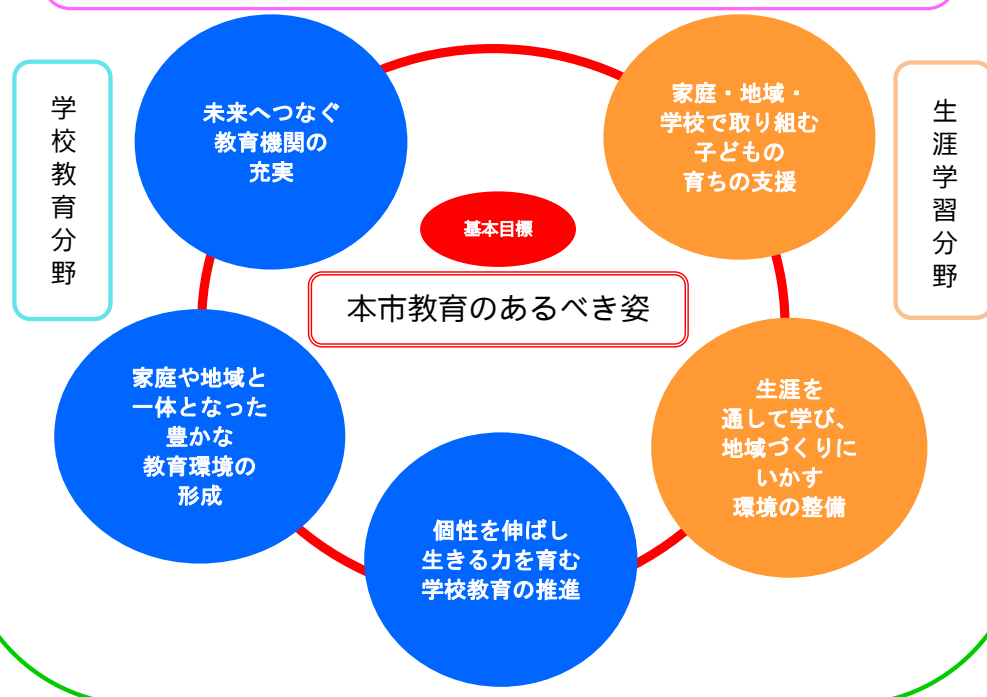 学校教育分野
未来へつなぐ
教育機関の
充実
家庭・地域・
学校で取り組む
子どもの
育ちの支援
生涯学習分野
基本目標
本市教育のあるべき姿
家庭や地域と
一体となった
豊かな
教育環境の
形成
生涯を
通して学び、
地域づくりに
いかす
環境の整備
個性を伸ばし
生きる力を育む
学校教育の推進